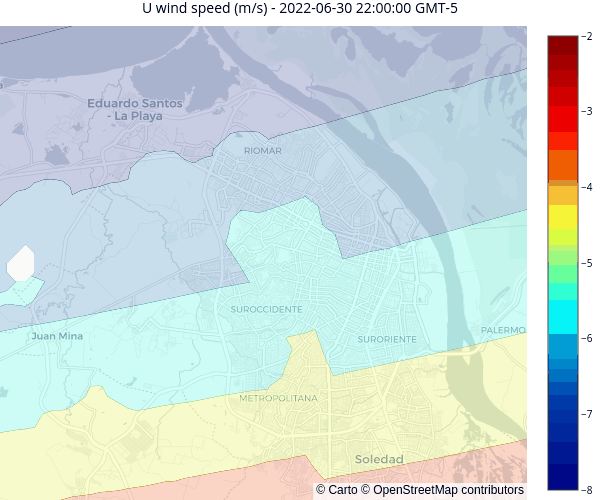 U wind speed (m/s) - 2022-06-30 22:00:00 GMT-5
Eduardo Santos
- La Playa
RIOMAR
SUROCCIDENTE
Juan Mina
SURORIENTE
PALERMO
METROPOLITANA
Soledad
© Carto © OpenStreetMap contributors
−2
−3
−4
−5
−6
−7
−8